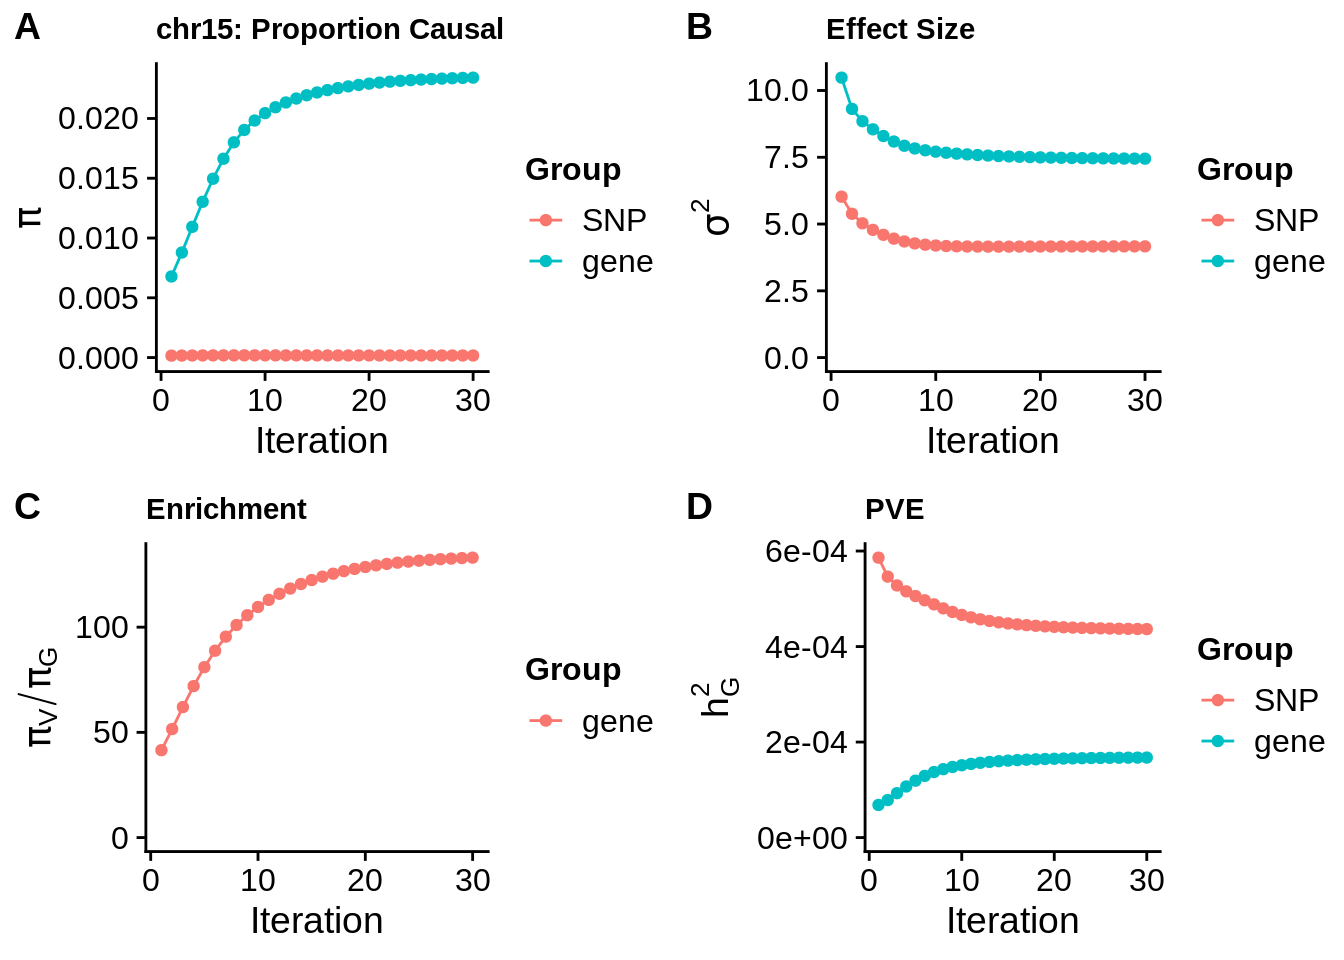 A
chr15: Proportion Causal
π
0.020
0.015
0.010
0.005
0.000
0
10
20
30
Iteration
Group
SNP
gene
B
Effect Size
σ²
10.0
7.5
5.0
2.5
0.0
0
10
20
30
Iteration
Group
SNP
gene
C
Enrichment
π_V/π_G
100
50
0
0
10
20
30
Iteration
Group
gene
D
PVE
h²_G
6e-04
4e-04
2e-04
0e+00
0
10
20
30
Iteration
Group
SNP
gene